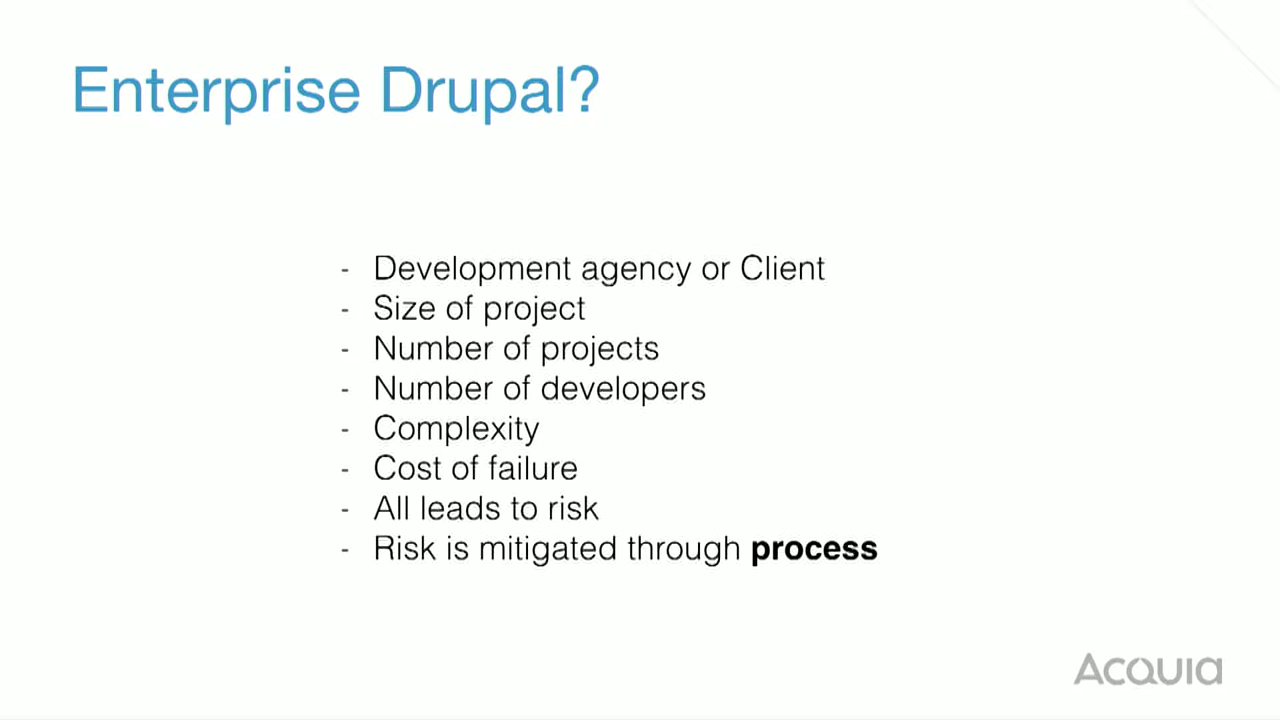 Enterprise Drupal?
- Development agency or Client
- Size of project
- Number of projects
- Number of developers
- Complexity
- Cost of failure
- All leads to risk
- Risk is mitigated through process
Acquia